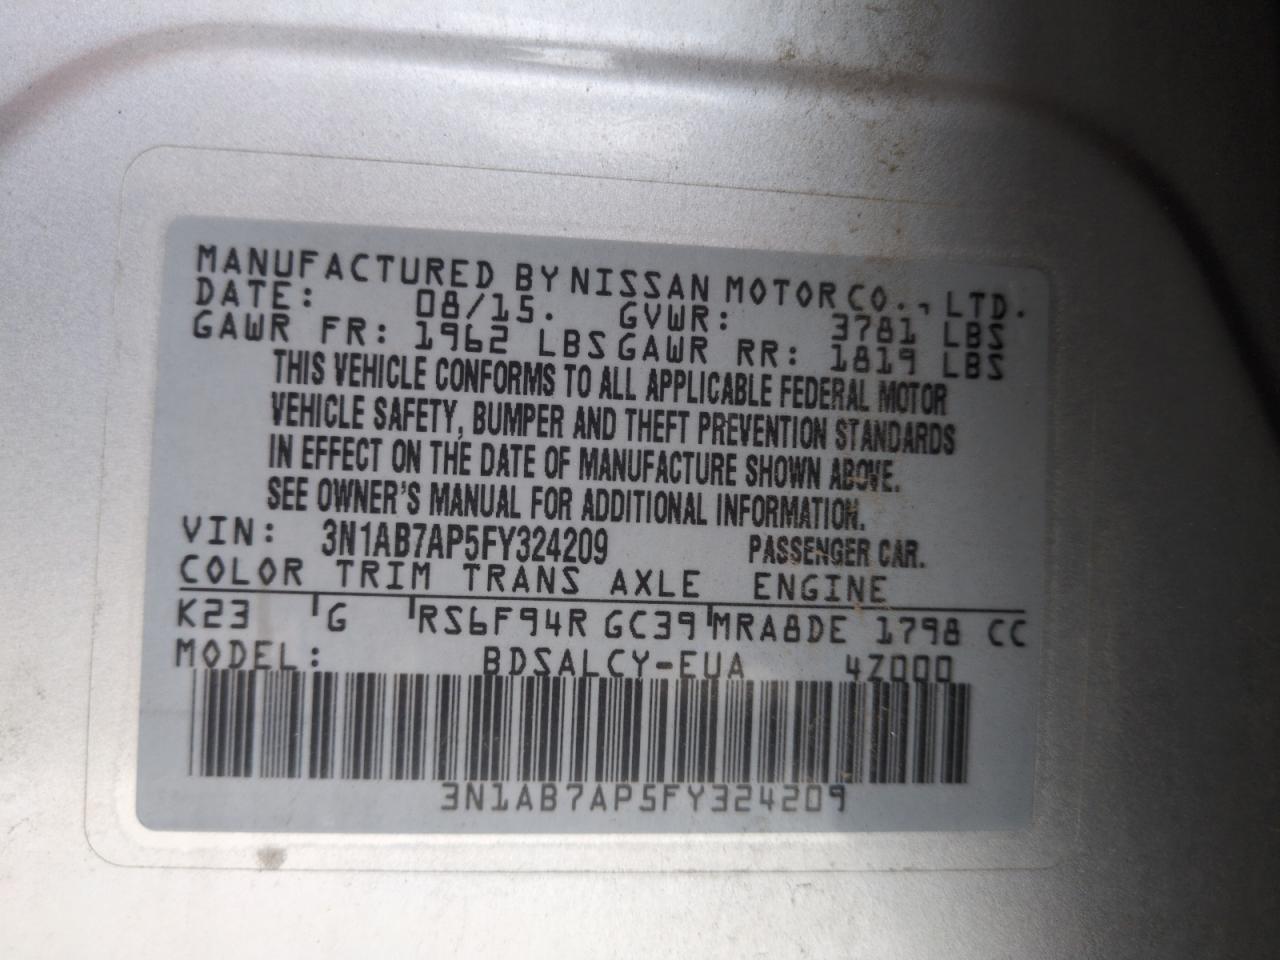 MANUFACTURED BY NISSAN MOTOR CO., LTD.
DATE: 08/15. GVWR: 3781 LBS
GAWR FR: 1962 LBS GAWR RR: 1819 LBS
THIS VEHICLE CONFORMS TO ALL APPLICABLE FEDERAL MOTOR
VEHICLE SAFETY, BUMPER AND THEFT PREVENTION STANDARDS
IN EFFECT ON THE DATE OF MANUFACTURE SHOWN ABOVE.
SEE OWNER'S MANUAL FOR ADDITIONAL INFORMATION.
VIN: 3N1AB7AP5FY324209 PASSENGER CAR.
COLOR TRIM TRANS AXLE ENGINE
K23 G RS6F94R GC39 MRA8DE 1798 CC
MODEL: BDSALCY-EUA 4Z000
3N1AB7AP5FY324209